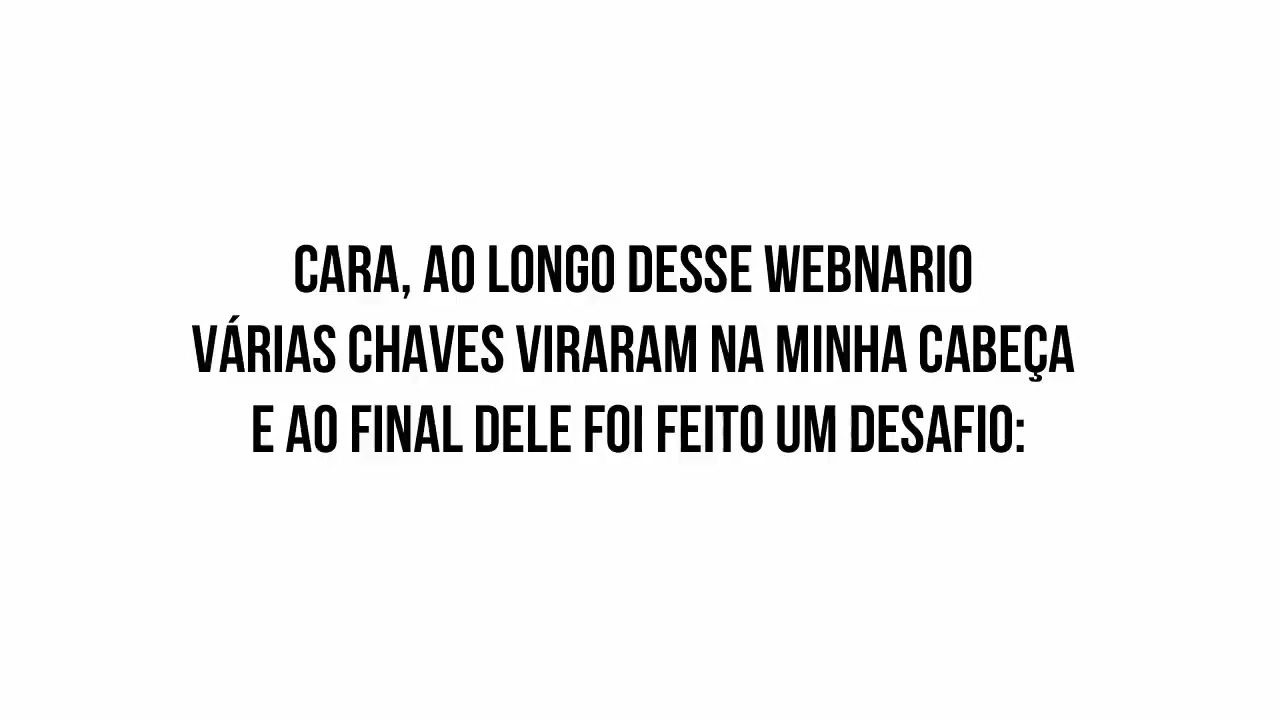 CARA, AO LONGO DESSE WEBNARIO
VÁRIAS CHAVES VIRARAM NA MINHA CABEÇA
E AO FINAL DELE FOI FEITO UM DESAFIO: